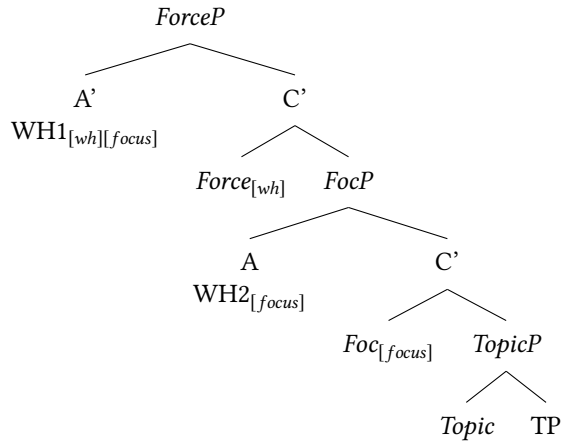 ForceP
A’ C’
WH1[wh][focus]
Force[wh] FocP
A C’
WH2[focus]
Foc[focus] TopicP
Topic TP